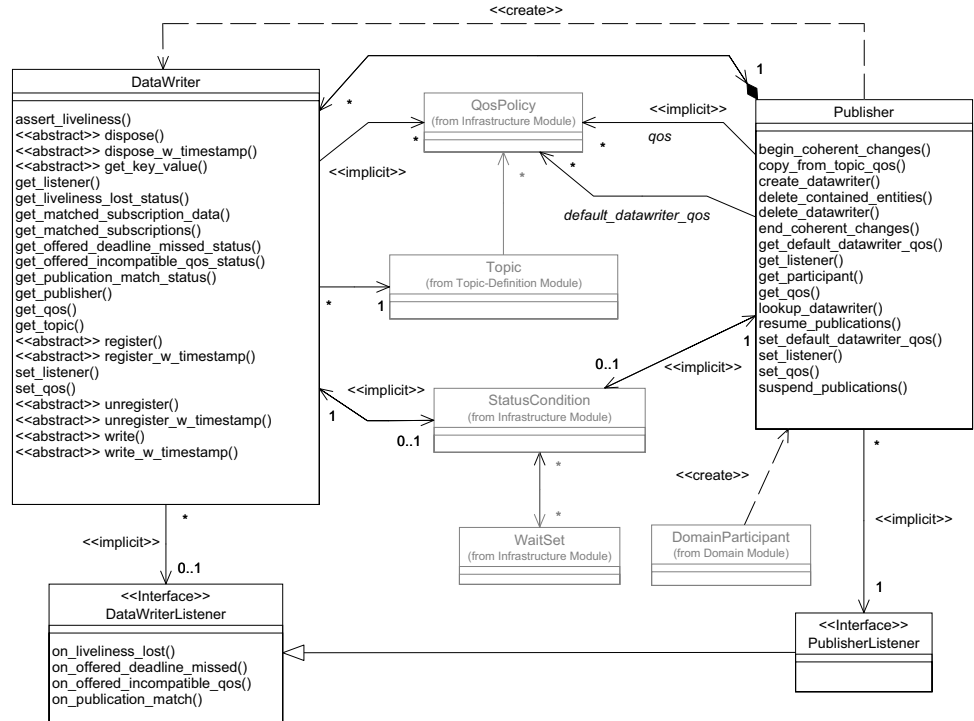 <<create>>
DataWriter
assert_liveliness()
<<abstract>> dispose()
<<abstract>> dispose_w_timestamp()
<<abstract>> get_key_value()
get_listener()
get_liveliness_lost_status()
get_matched_subscription_data()
get_matched_subscriptions()
get_offered_deadline_missed_status()
get_offered_incompatible_qos_status()
get_publication_match_status()
get_publisher()
get_qos()
get_topic()
<<abstract>> register()
<<abstract>> register_w_timestamp()
set_listener()
set_qos()
<<abstract>> unregister()
<<abstract>> unregister_w_timestamp()
<<abstract>> write()
<<abstract>> write_w_timestamp()
*
1
QosPolicy
(from Infrastructure Module)
*
*
*
*
<<implicit>>
<<implicit>>
qos
default_datawriter_qos
Publisher
begin_coherent_changes()
copy_from_topic_qos()
create_datawriter()
delete_contained_entities()
delete_datawriter()
end_coherent_changes()
get_default_datawriter_qos()
get_listener()
get_participant()
get_qos()
lookup_datawriter()
resume_publications()
set_default_datawriter_qos()
set_listener()
set_qos()
suspend_publications()
Topic
(from Topic-Definition Module)
*
1
1
0..1
<<implicit>>
<<implicit>>
1
0..1
StatusCondition
(from Infrastructure Module)
*
*
WaitSet
(from Infrastructure Module)
<<create>>
DomainParticipant
(from Domain Module)
*
<<implicit>>
1
*
<<implicit>>
0..1
<<Interface>>
DataWriterListener
on_liveliness_lost()
on_offered_deadline_missed()
on_offered_incompatible_qos()
on_publication_match()
<<Interface>>
PublisherListener